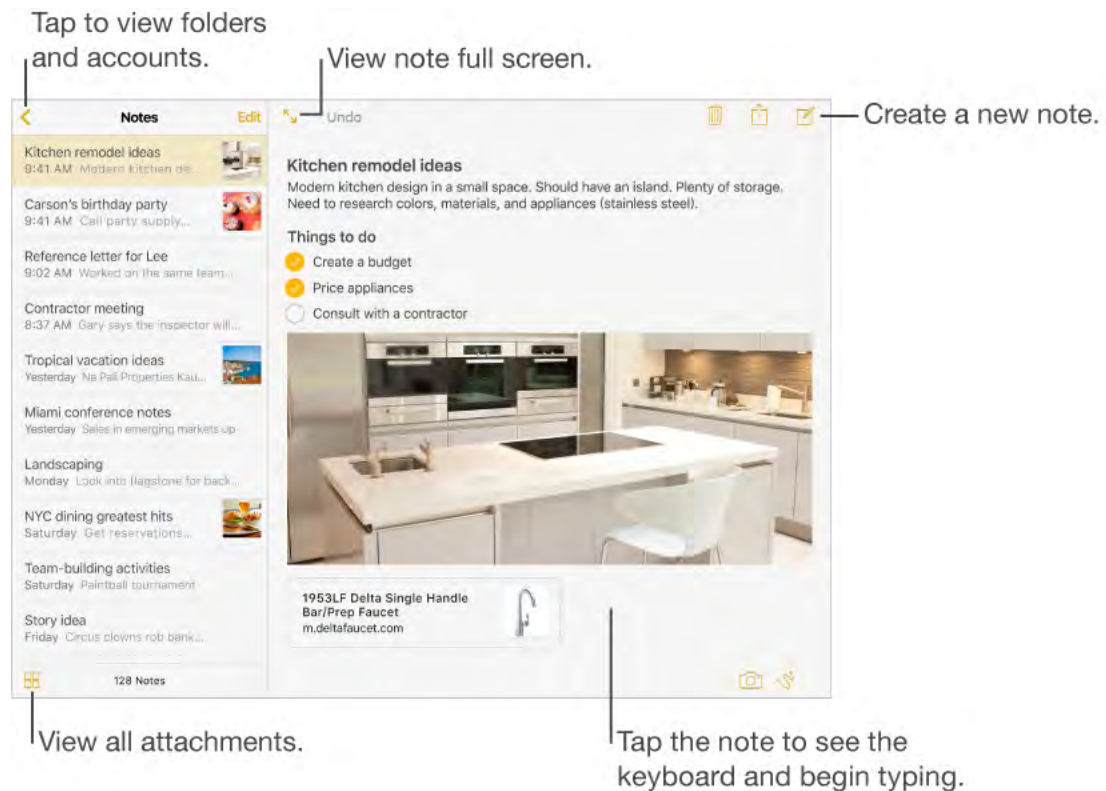 Tap to view folders
and accounts.
View note full screen.
Create a new note.
Notes
Edit
Undo
Kitchen remodel ideas
9:41 AM Modern kitchen de...
Carson's birthday party
9:41 AM Call party supply...
Reference letter for Lee
9:02 AM Worked on the same team...
Contractor meeting
8:37 AM Gary says the inspector will...
Tropical vacation ideas
Yesterday Na Pali Properties Kau...
Miami conference notes
Yesterday Sales in emerging markets up
Landscaping
Monday Look into flagstone for back...
NYC dining greatest hits
Saturday Get reservations...
Team-building activities
Saturday Paintball tournament
Story idea
Friday Circus clowns rob bank...
128 Notes
Kitchen remodel ideas
Modern kitchen design in a small space. Should have an island. Plenty of storage.
Need to research colors, materials, and appliances (stainless steel).
Things to do
Create a budget
Price appliances
Consult with a contractor
1953LF Delta Single Handle
Bar/Prep Faucet
m.deltafaucet.com
View all attachments.
Tap the note to see the
keyboard and begin typing.